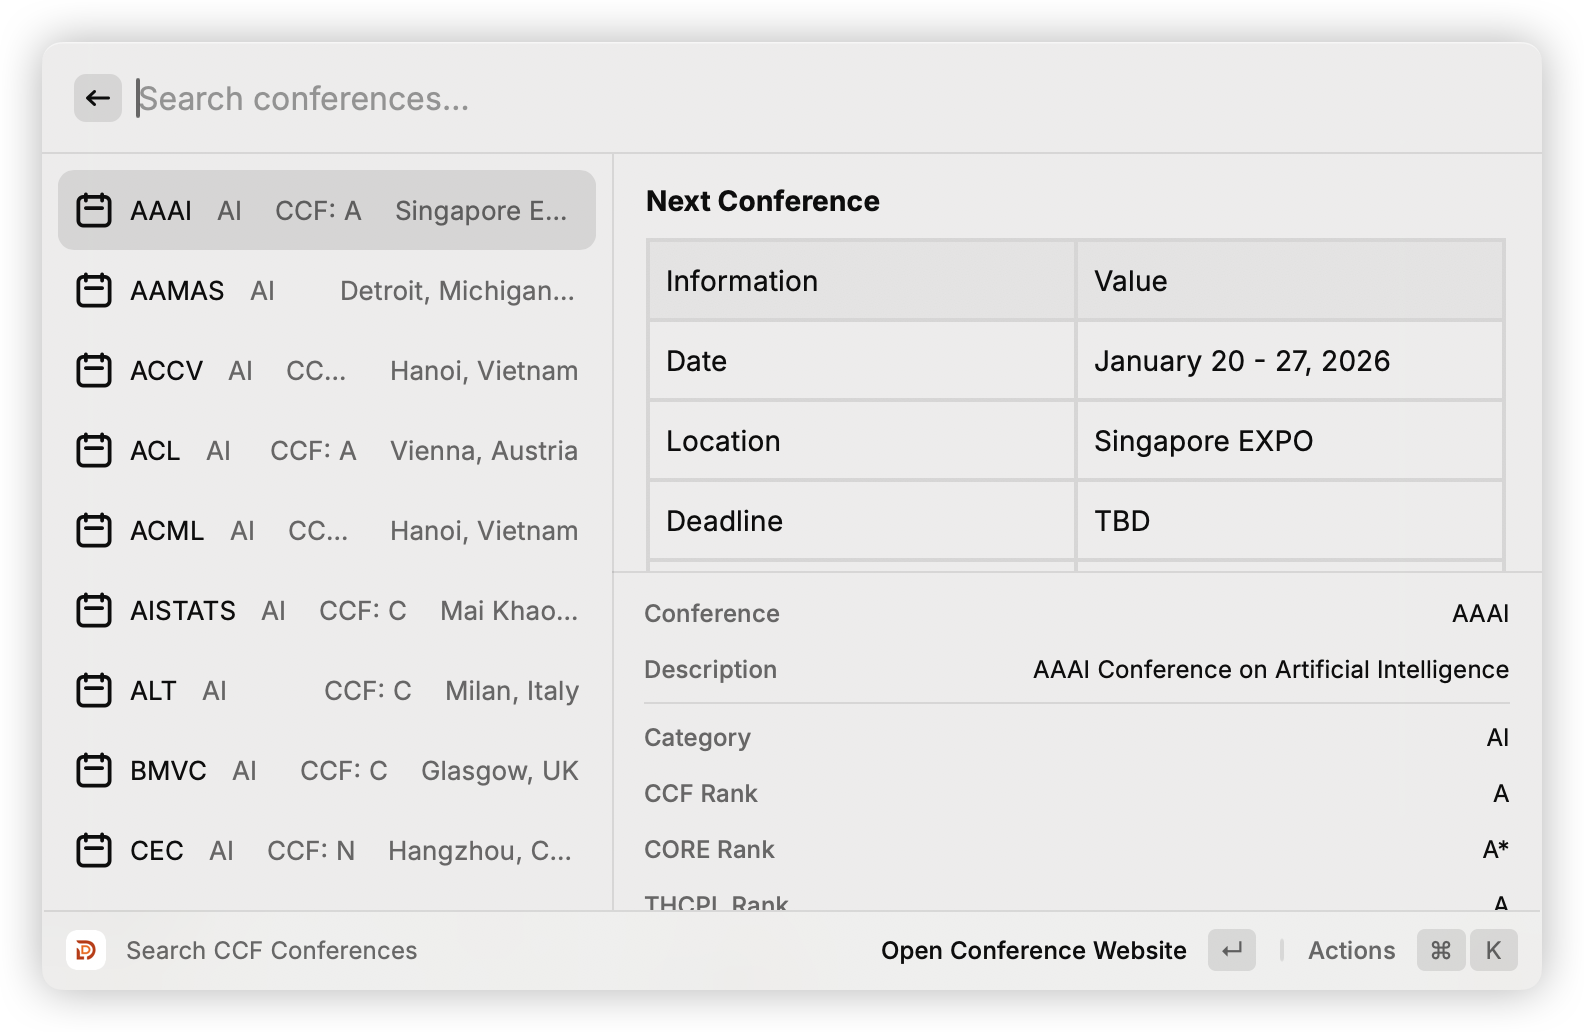 Search conferences...
AAAI AI CCF: A Singapore E...
AAMAS AI Detroit, Michigan...
ACCV AI CC... Hanoi, Vietnam
ACL AI CCF: A Vienna, Austria
ACML AI CC... Hanoi, Vietnam
AISTATS AI CCF: C Mai Khao...
ALT AI CCF: C Milan, Italy
BMVC AI CCF: C Glasgow, UK
CEC AI CCF: N Hangzhou, C...
Next Conference
Information Value
Date January 20 - 27, 2026
Location Singapore EXPO
Deadline TBD
Conference AAAI
Description AAAI Conference on Artificial Intelligence
Category AI
CCF Rank A
CORE Rank A*
THCPL Rank A
Search CCF Conferences
Open Conference Website ↵ Actions ⌘ K